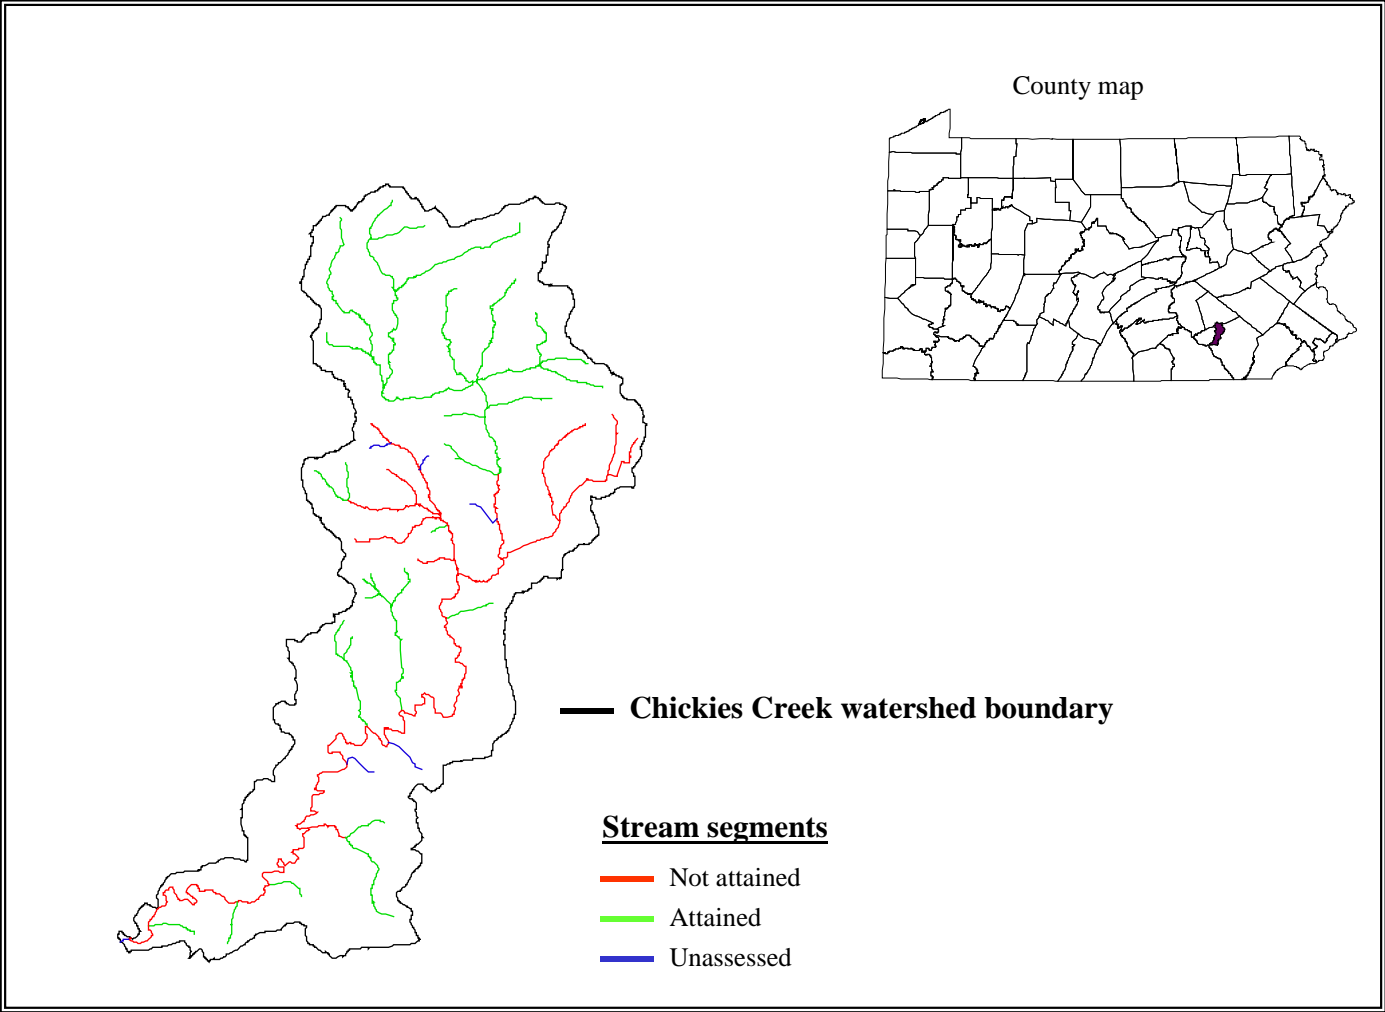 County map
Chickies Creek watershed boundary
Stream segments
Not attained
Attained
Unassessed